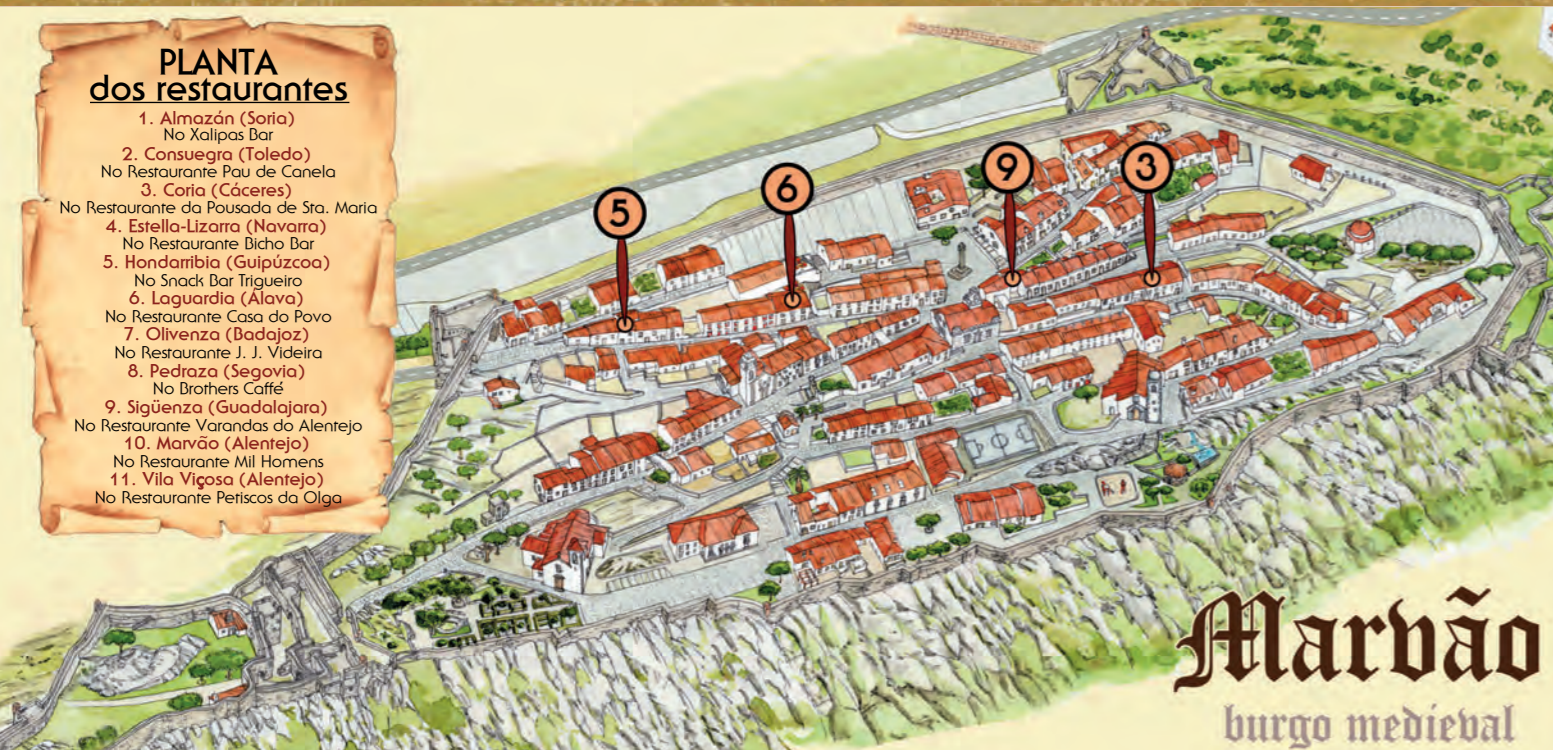 PLANTA
dos restaurantes
1. Almazán (Soria)
No Xalipas Bar
2. Consuegra (Toledo)
No Restaurante Pau de Canela
3. Coria (Cáceres)
No Restaurante da Pousada de Sta. Maria
4. Estella-Lizarra (Navarra)
No Restaurante Bicho Bar
5. Hondarribia (Guipúzcoa)
No Snack Bar Trigueiro
6. Laguardia (Álava)
No Restaurante Casa do Povo
7. Olivenza (Badajoz)
No Restaurante J. J. Videira
8. Pedraza (Segovia)
No Brothers Caffé
9. Sigüenza (Guadalajara)
No Restaurante Varandas do Alentejo
10. Marvão (Alentejo)
No Restaurante Mil Homens
11. Vila Viçosa (Alentejo)
No Restaurante Petiscos da Olga
5
6
9
3
Marvão
burgo medieval